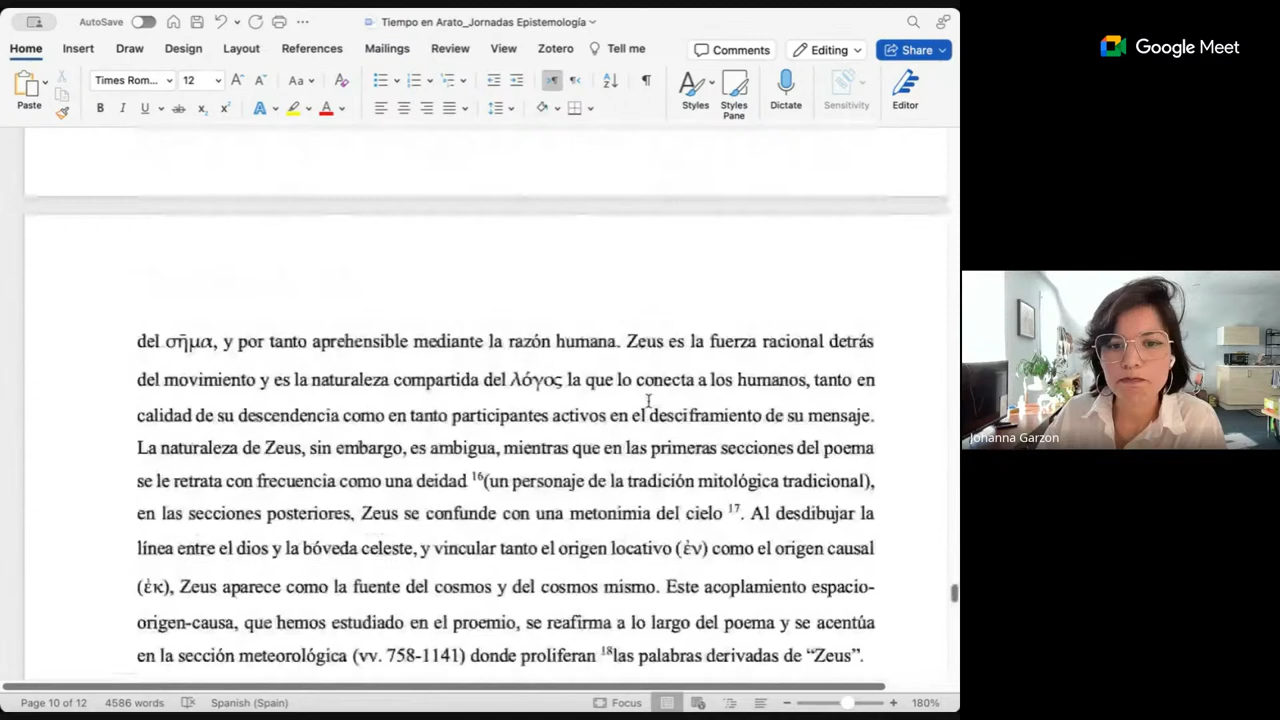 AutoSave
Tiempo en Arato_Jornadas Epistemología
Home Insert Draw Design Layout References Mailings Review View Zotero Tell me
Comments Editing Share
Paste Times Rom... 12 Aa Styles Styles Pane Dictate Sensitivity Editor
del σῆμα, y por tanto aprehensible mediante la razón humana. Zeus es la fuerza racional detrás
del movimiento y es la naturaleza compartida del λόγος la que lo conecta a los humanos, tanto en
calidad de su descendencia como en tanto participantes activos en el desciframiento de su mensaje.
La naturaleza de Zeus, sin embargo, es ambigua, mientras que en las primeras secciones del poema
se le retrata con frecuencia como una deidad 16(un personaje de la tradición mitológica tradicional),
en las secciones posteriores, Zeus se confunde con una metonimia del cielo 17. Al desdibujar la
línea entre el dios y la bóveda celeste, y vincular tanto el origen locativo (ἐν) como el origen causal
(ἐκ), Zeus aparece como la fuente del cosmos y del cosmos mismo. Este acoplamiento espacio-
origen-causa, que hemos estudiado en el proemio, se reafirma a lo largo del poema y se acentúa
en la sección meteorológica (vv. 758-1141) donde proliferan 18las palabras derivadas de “Zeus”.
Page 10 of 12 4586 words Spanish (Spain) Focus 180%
Google Meet
Johanna Garzon